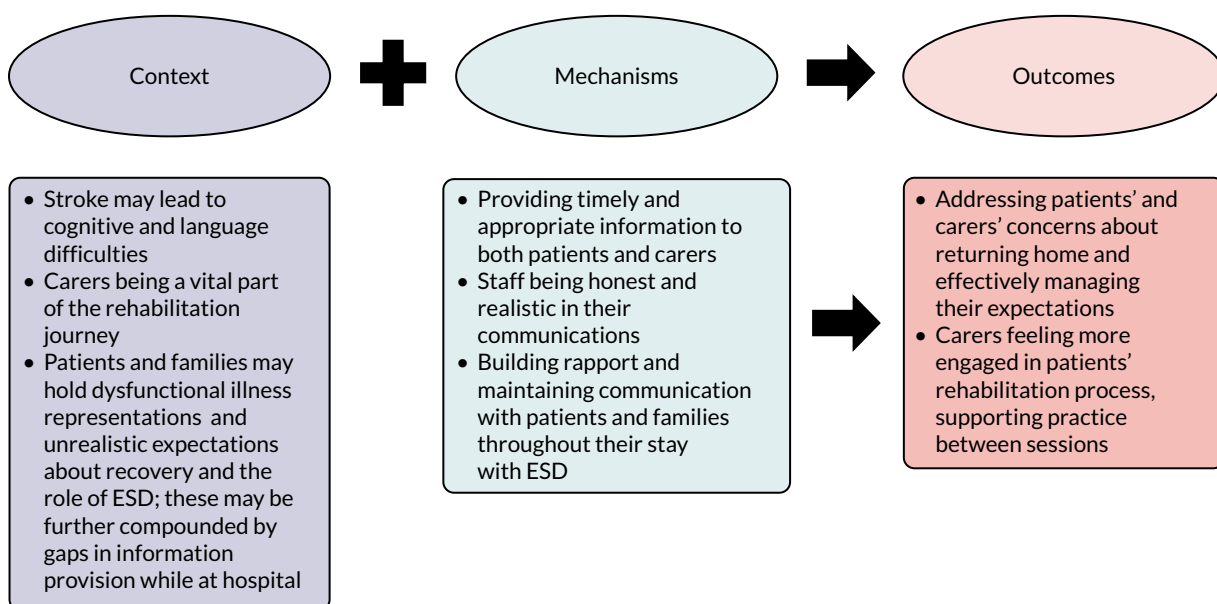 Context
Mechanisms
Outcomes
• Stroke may lead to
cognitive and language
difficulties
• Carers being a vital part
of the rehabilitation
journey
• Patients and families may
hold dysfunctional illness
representations and
unrealistic expectations
about recovery and the
role of ESD; these may be
further compounded by
gaps in information
provision while at hospital
• Providing timely and
appropriate information to
both patients and carers
• Staff being honest and
realistic in their
communications
• Building rapport and
maintaining communication
with patients and families
throughout their stay
with ESD
• Addressing patients’ and
carers’ concerns about
returning home and
effectively managing
their expectations
• Carers feeling more
engaged in patients’
rehabilitation process,
supporting practice
between sessions